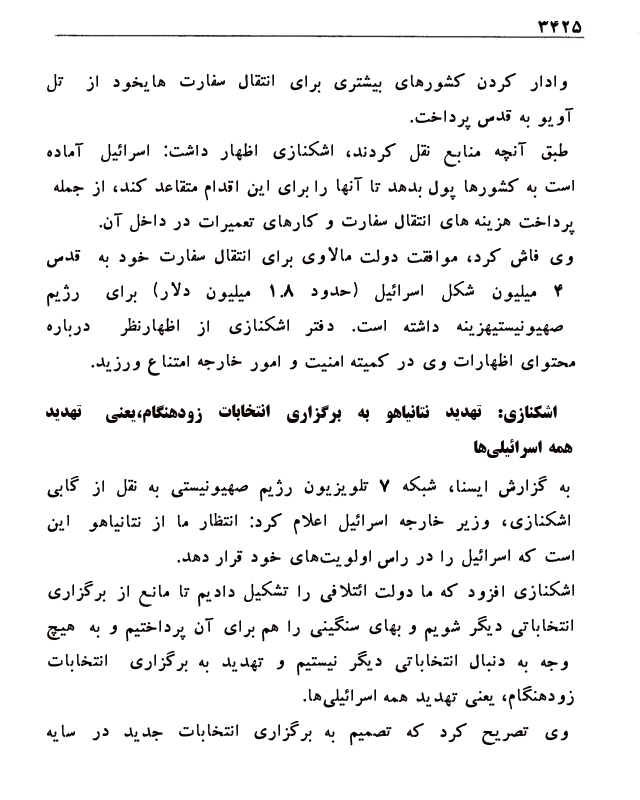 ۳۴۲۵
وادار کردن کشورهای بیشتری برای انتقال سفارت هایخود از تل
آویو به قدس پرداخت.
طبق آنچه منابع نقل کردند، اشکنازی اظهار داشت: اسرائیل آماده
است به کشورها پول بدهد تا آنها را برای این اقدام متقاعد کند، از جمله
پرداخت هزینه های انتقال سفارت و کارهای تعمیرات در داخل آن.
وی فاش کرد، موافقت دولت مالاوی برای انتقال سفارت خود به قدس
۴ میلیون شکل اسرائیل (حدود ۱.۸ میلیون دلار) برای رژیم
صهیونیستیهزینه داشته است. دفتر اشکنازی از اظهارنظر درباره
محتوای اظهارات وی در کمیته امنیت و امور خارجه امتناع ورزید.
اشکنازی: تهدید نتانیاهو به برگزاری انتخابات زودهنگام،یعنی تهدید
همه اسرائیلی‌ها
به گزارش ایسنا، شبکه ۷ تلویزیون رژیم صهیونیستی به نقل از گابی
اشکنازی، وزیر خارجه اسرائیل اعلام کرد: انتظار ما از نتانیاهو این
است که اسرائیل را در راس اولویت‌های خود قرار دهد.
اشکنازی افزود که ما دولت ائتلافی را تشکیل دادیم تا مانع از برگزاری
انتخاباتی دیگر شویم و بهای سنگینی را هم برای آن پرداختیم و به هیچ
وجه به دنبال انتخاباتی دیگر نیستیم و تهدید به برگزاری انتخابات
زودهنگام، یعنی تهدید همه اسرائیلی‌ها.
وی تصریح کرد که تصمیم به برگزاری انتخابات جدید در سایه